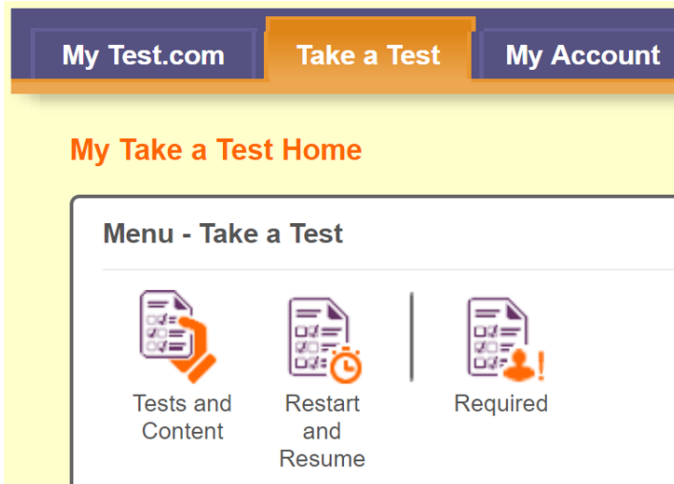 My Test.com Take a Test My Account
My Take a Test Home
Menu - Take a Test
Tests and
Content
Restart
and
Resume
Required